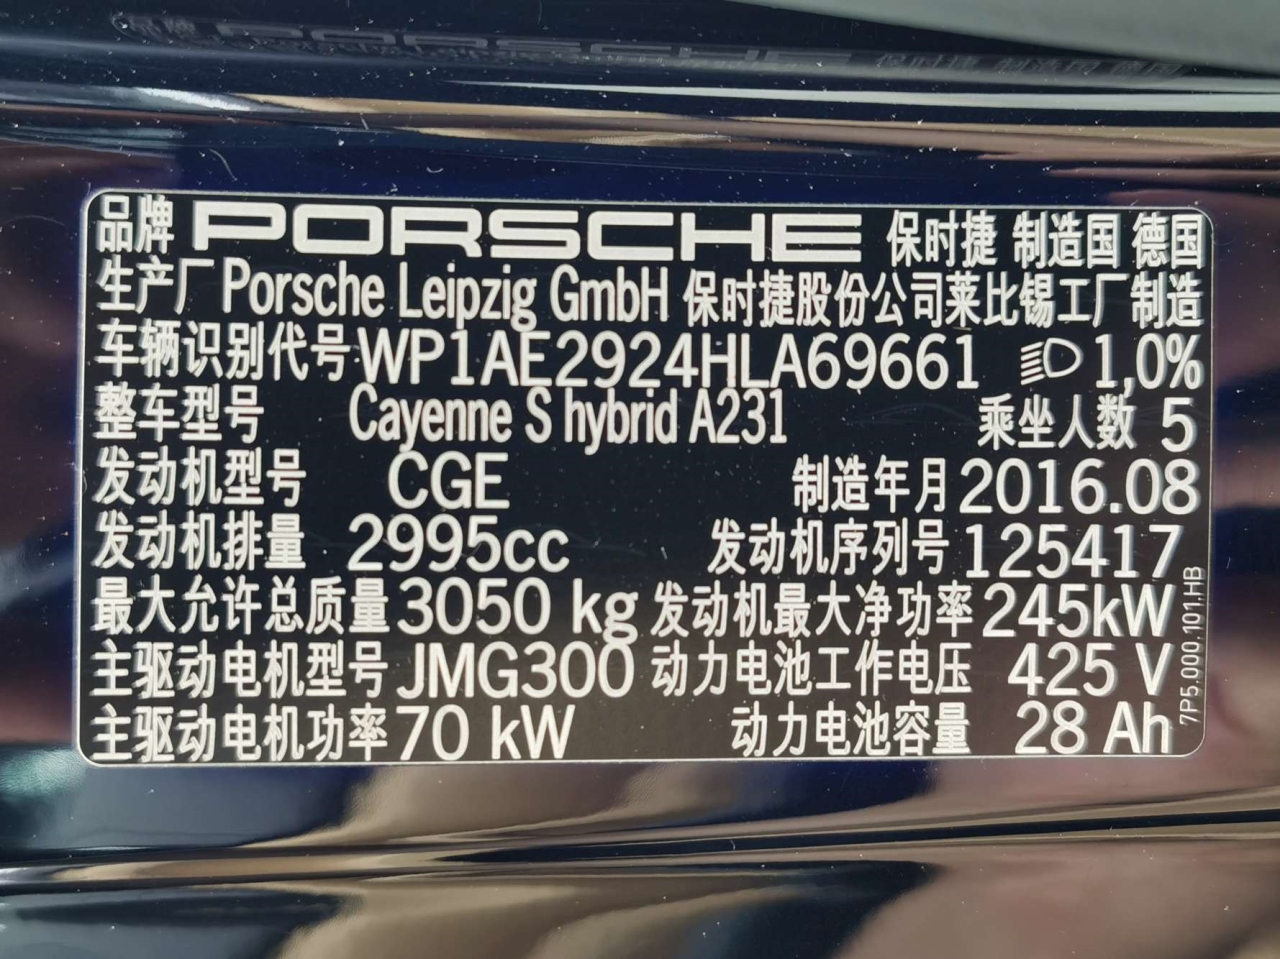 品牌 PORSCHE 保时捷 制造国 德国
生产厂 Porsche Leipzig GmbH 保时捷股份公司莱比锡工厂制造
车辆识别代号 WP1AE2924HLA69661 1,0%
整车型号 Cayenne S hybrid A231 乘坐人数 5
发动机型号 CGE 制造年月 2016.08
发动机排量 2995cc 发动机序列号 125417
最大允许总质量 3050 kg 发动机最大净功率 245kW
主驱动电机型号 JMG300 动力电池工作电压 425 V
主驱动电机功率 70 kW 动力电池容量 28 Ah
7P5.000.101.HB